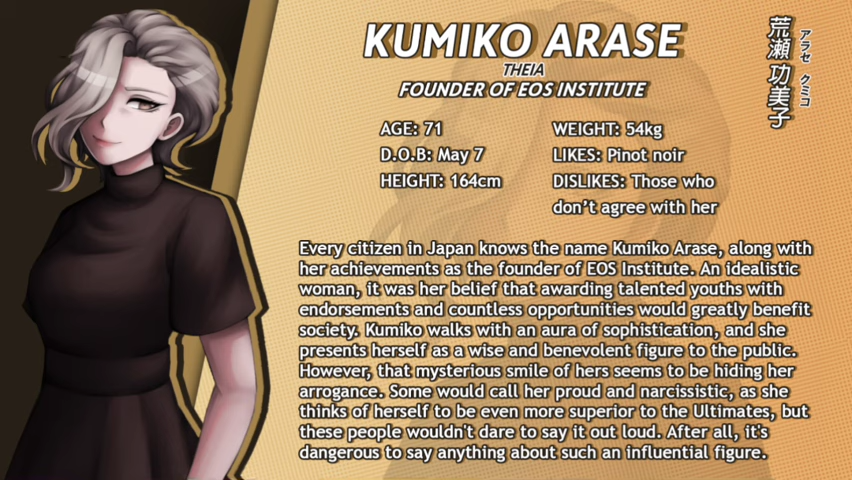 KUMIKO ARASE
THEIA
FOUNDER OF EOS INSTITUTE
荒瀬 功美子
アラセ クミコ
AGE: 71
D.O.B: May 7
HEIGHT: 164cm
WEIGHT: 54kg
LIKES: Pinot noir
DISLIKES: Those who
don't agree with her
Every citizen in Japan knows the name Kumiko Arase, along with
her achievements as the founder of EOS Institute. An idealistic
woman, it was her belief that awarding talented youths with
endorsements and countless opportunities would greatly benefit
society. Kumiko walks with an aura of sophistication, and she
presents herself as a wise and benevolent figure to the public.
However, that mysterious smile of hers seems to be hiding her
arrogance. Some would call her proud and narcissistic, as she
thinks of herself to be even more superior to the Ultimates, but
these people wouldn't dare to say it out loud. After all, it's
dangerous to say anything about such an influential figure.